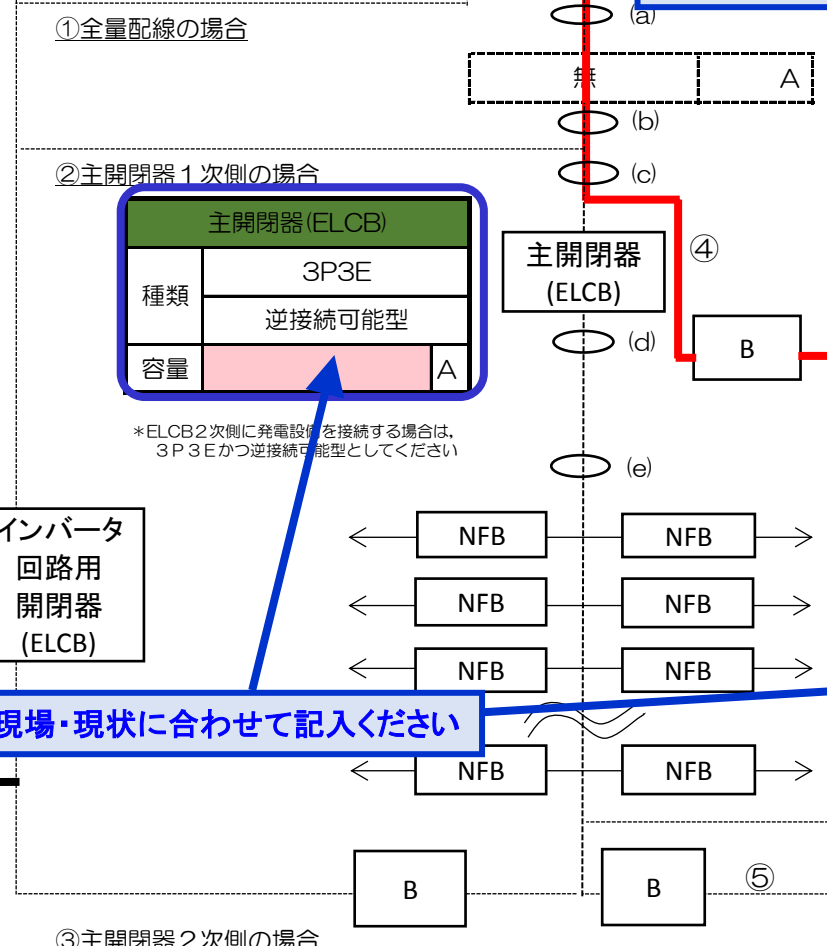 (a)
①全量配線の場合
無
A
(b)
②主開閉器１次側の場合
(c)
主開閉器(ELCB)
種類
3P3E
逆接続可能型
容量
A
主開閉器
(ELCB)
④
(d)
B
＊ELCB２次側に発電設備を接続する場合は，
３Ｐ３Ｅかつ逆接続可能型としてください
(e)
インバータ
回路用
開閉器
(ELCB)
NFB
NFB
NFB
NFB
NFB
NFB
現場・現状に合わせて記入ください
NFB
NFB
B
B
⑤
③主開閉器２次側の場合